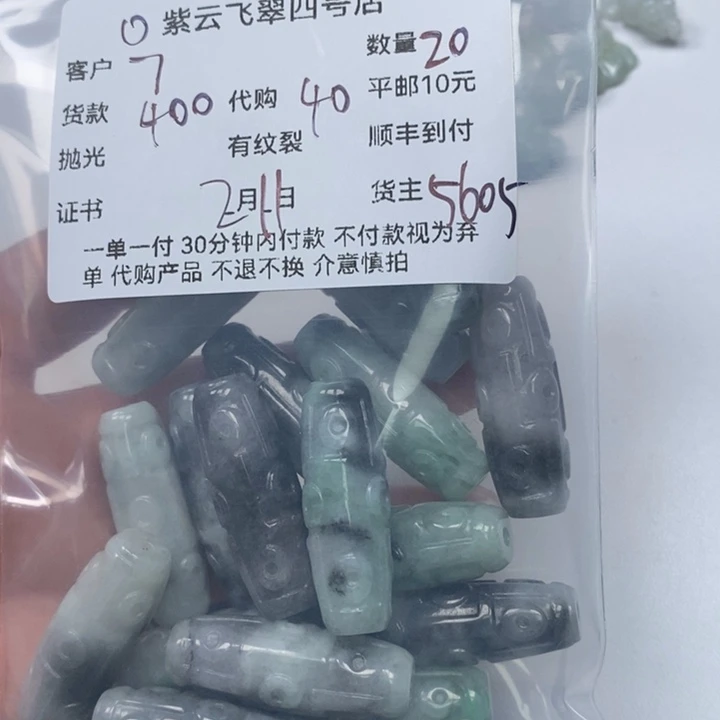 紫云飞翠四号店
客户 7 数量 20
货款 400 代购 40 平邮10元
抛光 有纹裂 顺丰到付
证书 2月11日 货主 5605
一单一付 30分钟内付款 不付款视为弃
单 代购产品 不退不换 介意慎拍